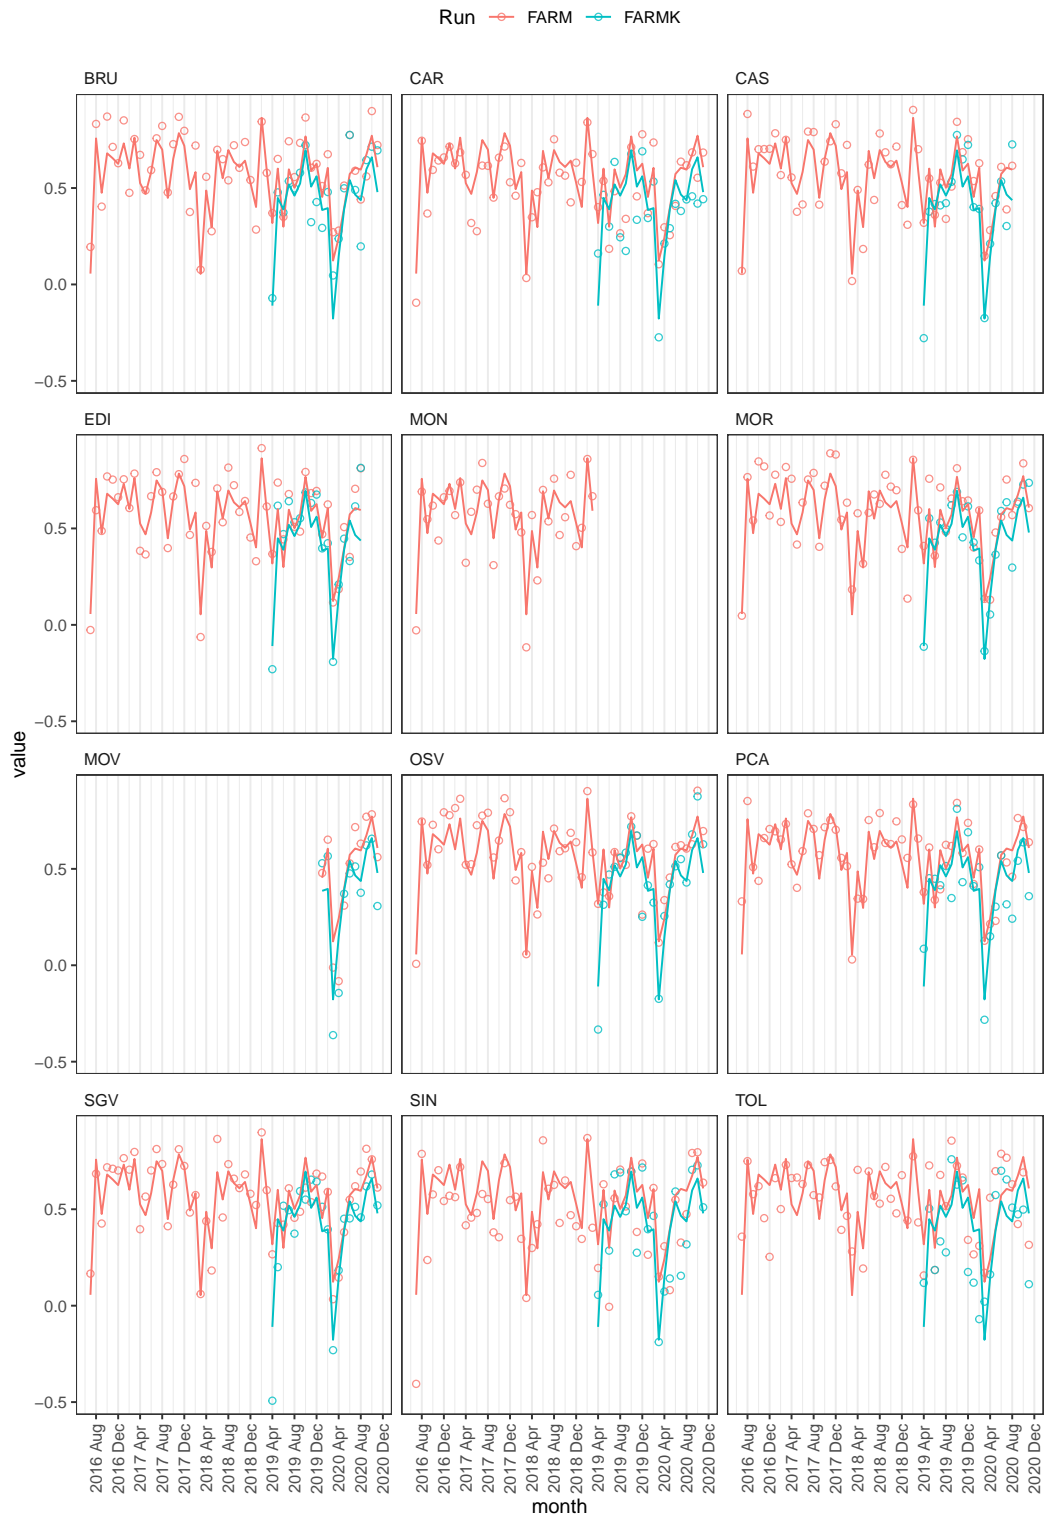 Run FARM FARMK
BRU CAR CAS
0.5
0.0
−0.5
EDI MON MOR
0.5
0.0
−0.5
value
MOV OSV PCA
0.5
0.0
−0.5
SGV SIN TOL
0.5
0.0
−0.5
2016 Aug 2016 Dec 2017 Apr 2017 Aug 2017 Dec 2018 Apr 2018 Aug 2018 Dec 2019 Apr 2019 Aug 2019 Dec 2020 Apr 2020 Aug 2020 Dec
2016 Aug 2016 Dec 2017 Apr 2017 Aug 2017 Dec 2018 Apr 2018 Aug 2018 Dec 2019 Apr 2019 Aug 2019 Dec 2020 Apr 2020 Aug 2020 Dec
2016 Aug 2016 Dec 2017 Apr 2017 Aug 2017 Dec 2018 Apr 2018 Aug 2018 Dec 2019 Apr 2019 Aug 2019 Dec 2020 Apr 2020 Aug 2020 Dec
month